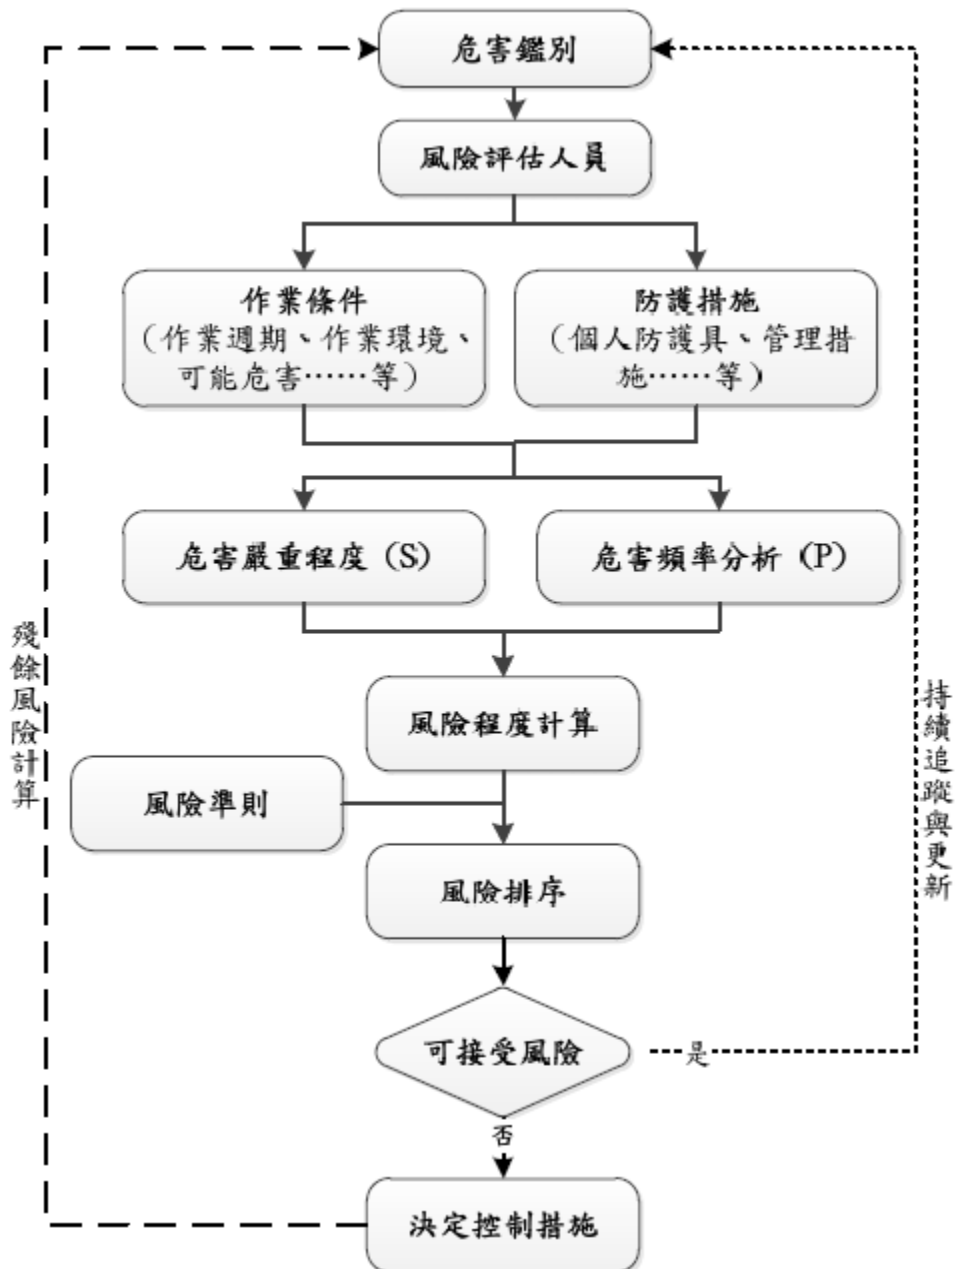 危害鑑別
風險評估人員
作業條件
（作業週期、作業環境、
可能危害……等）
防護措施
（個人防護具、管理措
施……等）
危害嚴重程度（S）
危害頻率分析（P）
殘餘風險計算
風險程度計算
持續追蹤與更新
風險準則
風險排序
可接受風險
是
否
決定控制措施